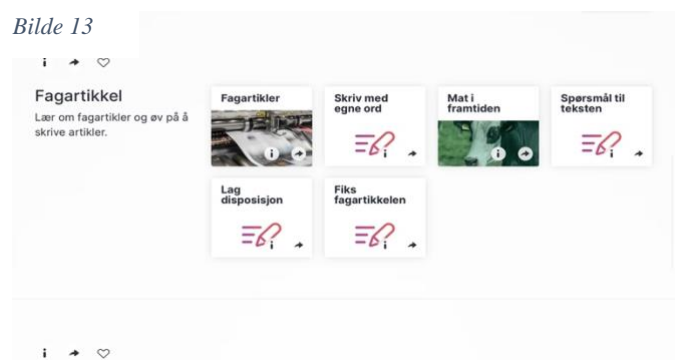 Bilde 13
Fagartikkel
Lær om fagartikler og øv på å
skrive artikler.
Fagartikler
Skriv med
egne ord
Mat i
framtiden
Spørsmål til
teksten
Lag
disposisjon
Fiks
fagartikkelen